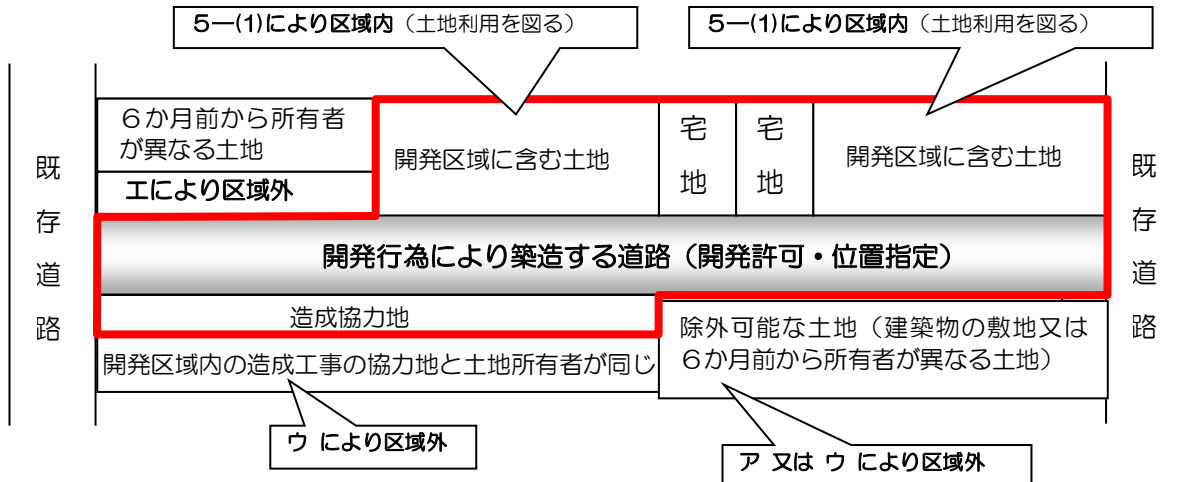 ５―(1)により区域内（土地利用を図る）
５―(1)により区域内（土地利用を図る）
６か月前から所有者
が異なる土地
エにより区域外
開発区域に含む土地
宅地
宅地
開発区域に含む土地
既存道路
既存道路
開発行為により築造する道路（開発許可・位置指定）
造成協力地
開発区域内の造成工事の協力地と土地所有者が同じ
除外可能な土地（建築物の敷地又は
６か月前から所有者が異なる土地）
ウ により区域外
ア 又は ウ により区域外